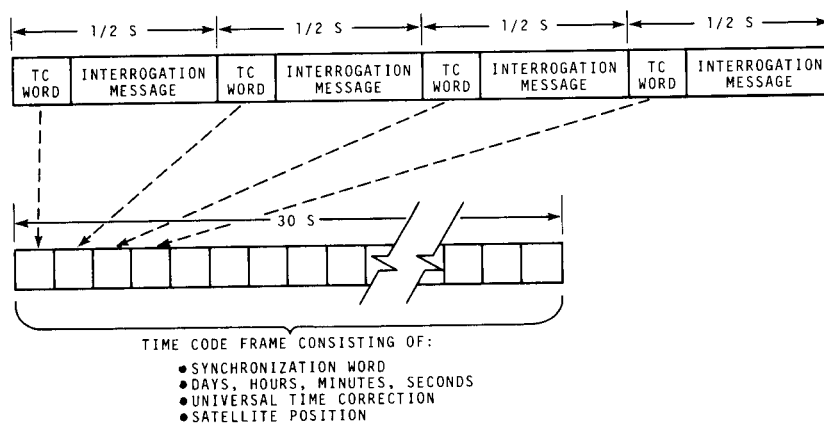 1/2 S 1/2 S 1/2 S 1/2 S
TC WORD INTERROGATION MESSAGE TC WORD INTERROGATION MESSAGE TC WORD INTERROGATION MESSAGE TC WORD INTERROGATION MESSAGE
30 S
TIME CODE FRAME CONSISTING OF:
●SYNCHRONIZATION WORD
●DAYS, HOURS, MINUTES, SECONDS
●UNIVERSAL TIME CORRECTION
●SATELLITE POSITION